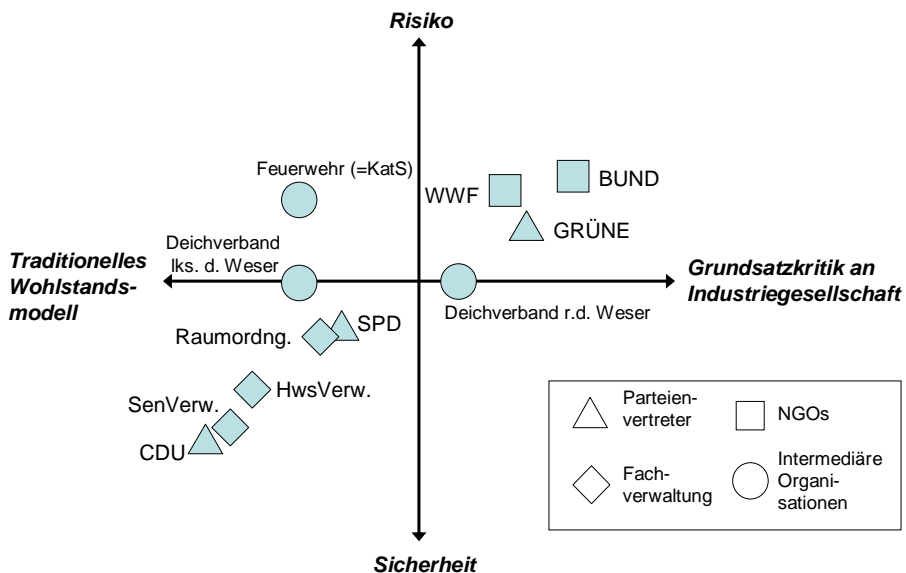 Risiko
Feuerwehr (=KatS)
WWF
BUND
GRÜNE
Deichverband
lks. d. Weser
Traditionelles
Wohlstands-
modell
Grundsatzkritik an
Industriegesellschaft
Deichverband r.d. Weser
SPD
Raumordng.
HwsVerw.
SenVerw.
CDU
Parteien-
vertreter
NGOs
Fach-
verwaltung
Intermediäre
Organi-
sationen
Sicherheit